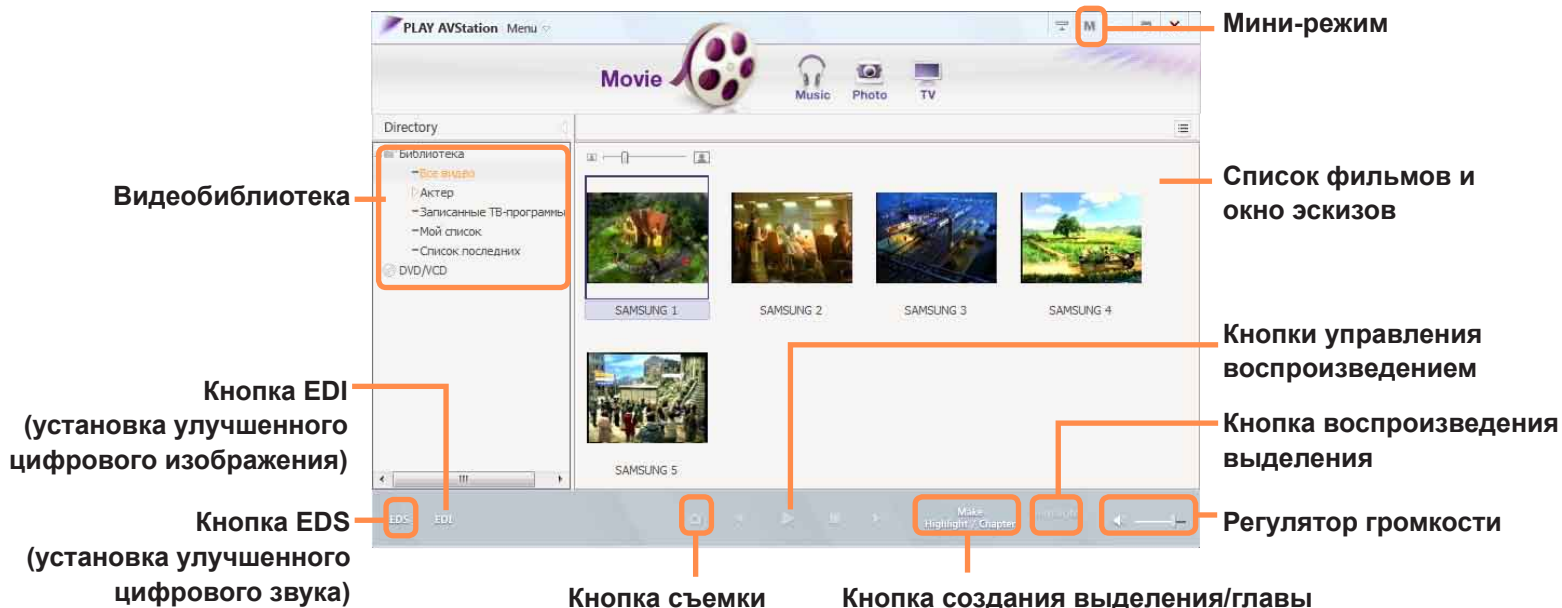 PLAY AVStation Menu
M
Мини-режим
Movie
Music
Photo
TV
Directory
Библиотека
Все видео
Актер
Записанные ТВ-программы
Мой список
Список последних
DVD/VCD
Видеобиблиотека
SAMSUNG 1
SAMSUNG 2
SAMSUNG 3
SAMSUNG 4
SAMSUNG 5
Список фильмов и
окно эскизов
Кнопки управления
воспроизведением
Кнопка воспроизведения
выделения
Регулятор громкости
Кнопка EDI
(установка улучшенного
цифрового изображения)
Кнопка EDS
(установка улучшенного
цифрового звука)
EDS
EDI
Make
Highlight / Chapter
Кнопка съемки
Кнопка создания выделения/главы